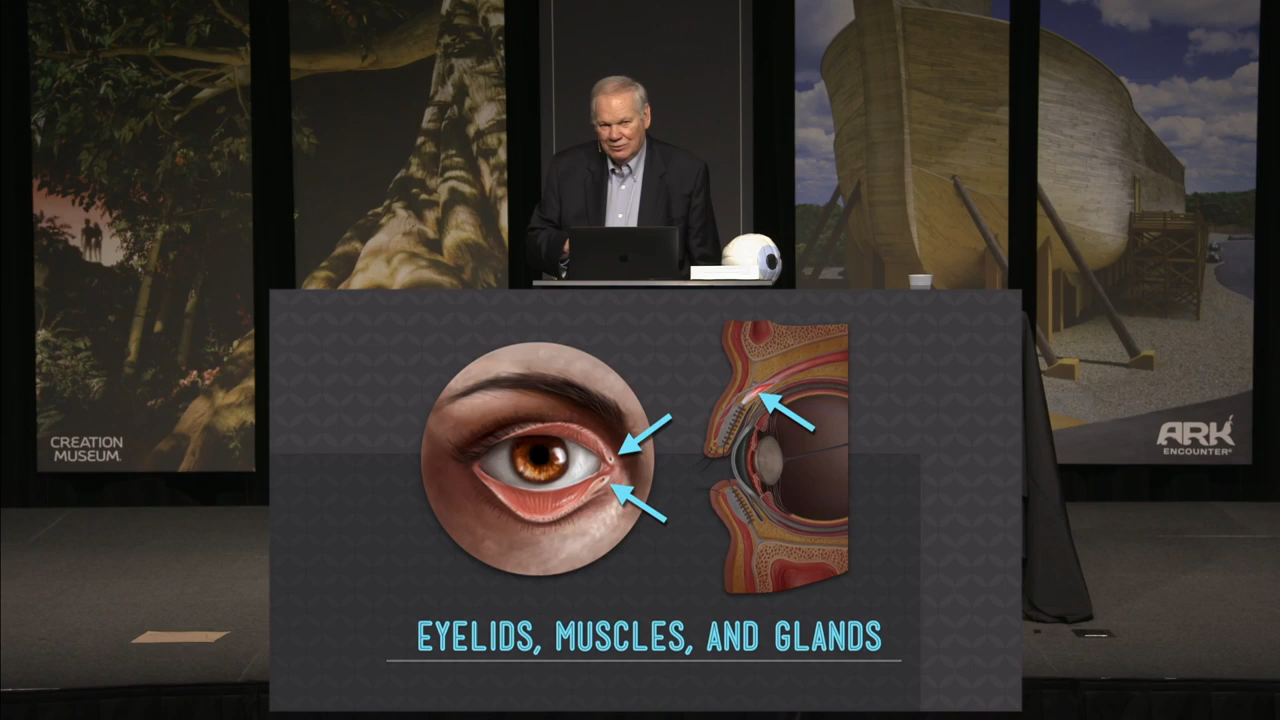 CREATION
MUSEUM
ARK
ENCOUNTER
EYELIDS, MUSCLES, AND GLANDS